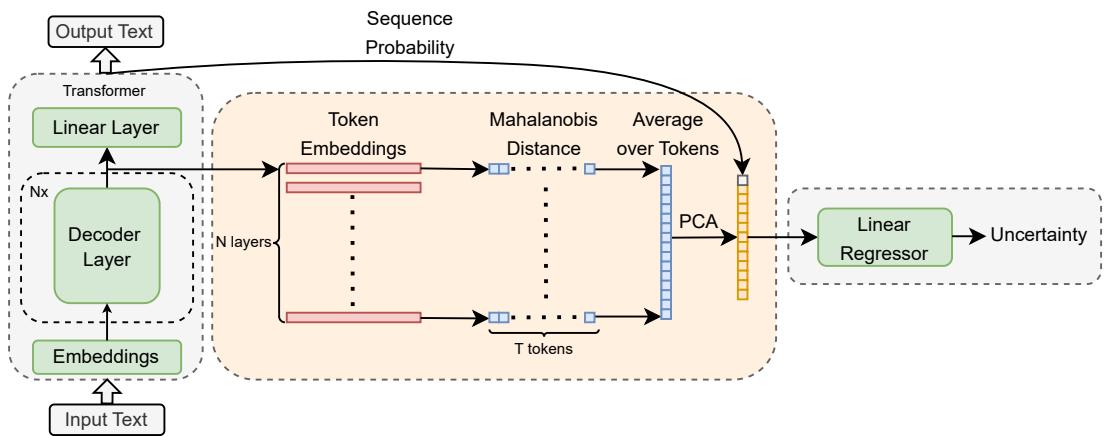 Output Text
Sequence
Probability
Transformer
Linear Layer
Nx
Decoder
Layer
Embeddings
Input Text
Token
Embeddings
Mahalanobis
Distance
Average
over Tokens
N layers
T tokens
PCA
Linear
Regressor
Uncertainty